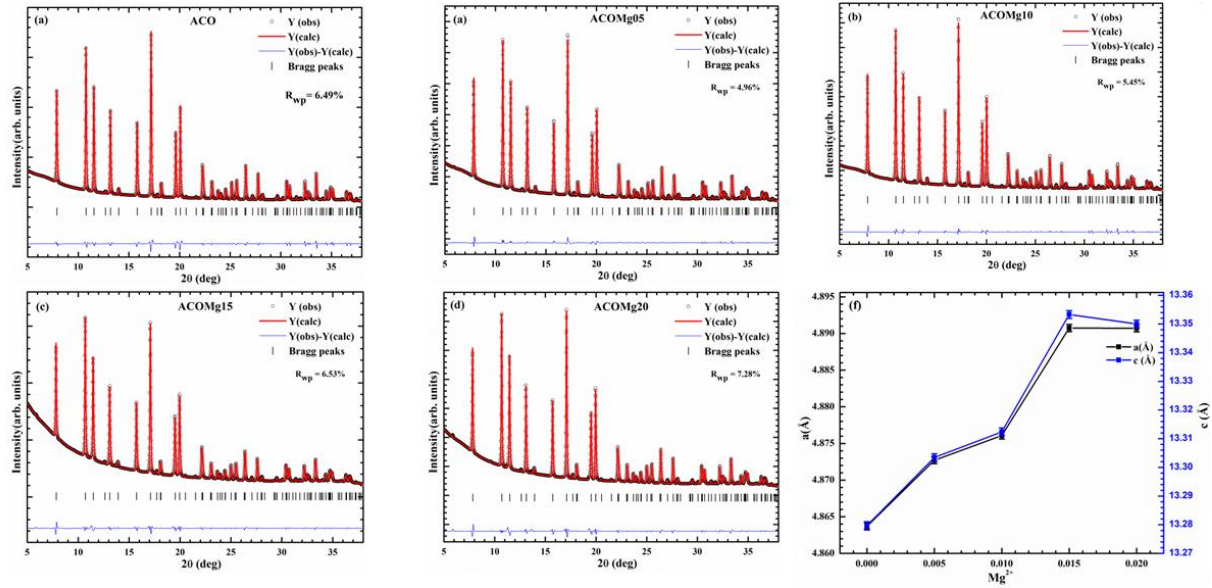 (a)
ACO
Y (obs)
Y(calc)
Y(obs)-Y(calc)
Bragg peaks
Rwp = 6.49%
Intensity(arb. units)
5 10 15 20 25 30 35
2θ (deg)
(a)
ACOMg05
Y (obs)
Y(calc)
Y(obs)-Y(calc)
Bragg peaks
Rwp = 4.96%
Intensity(arb. units)
5 10 15 20 25 30 35
2θ (deg)
(b)
ACOMg10
Y (obs)
Y(calc)
Y(obs)-Y(calc)
Bragg peaks
Rwp = 5.45%
Intensity (arb. units)
5 10 15 20 25 30 35
2θ (deg)
(c)
ACOMg15
Y (obs)
Y(calc)
Y(obs)-Y(calc)
Bragg peaks
Rwp = 6.53%
Intensity (arb. units)
5 10 15 20 25 30 35
2θ (deg)
(d)
ACOMg20
Y (obs)
Y(calc)
Y(obs)-Y(calc)
Bragg peaks
Rwp = 7.28%
Intensity (arb. units)
5 10 15 20 25 30 35
2θ (deg)
(f)
4.895
4.890
4.885
4.880
4.875
4.870
4.865
4.860
a(Å)
a(Å)
c (Å)
13.36
13.35
13.34
13.33
13.32
13.31
13.30
13.29
13.28
13.27
c (Å)
0.000 0.005 0.010 0.015 0.020
Mg2+